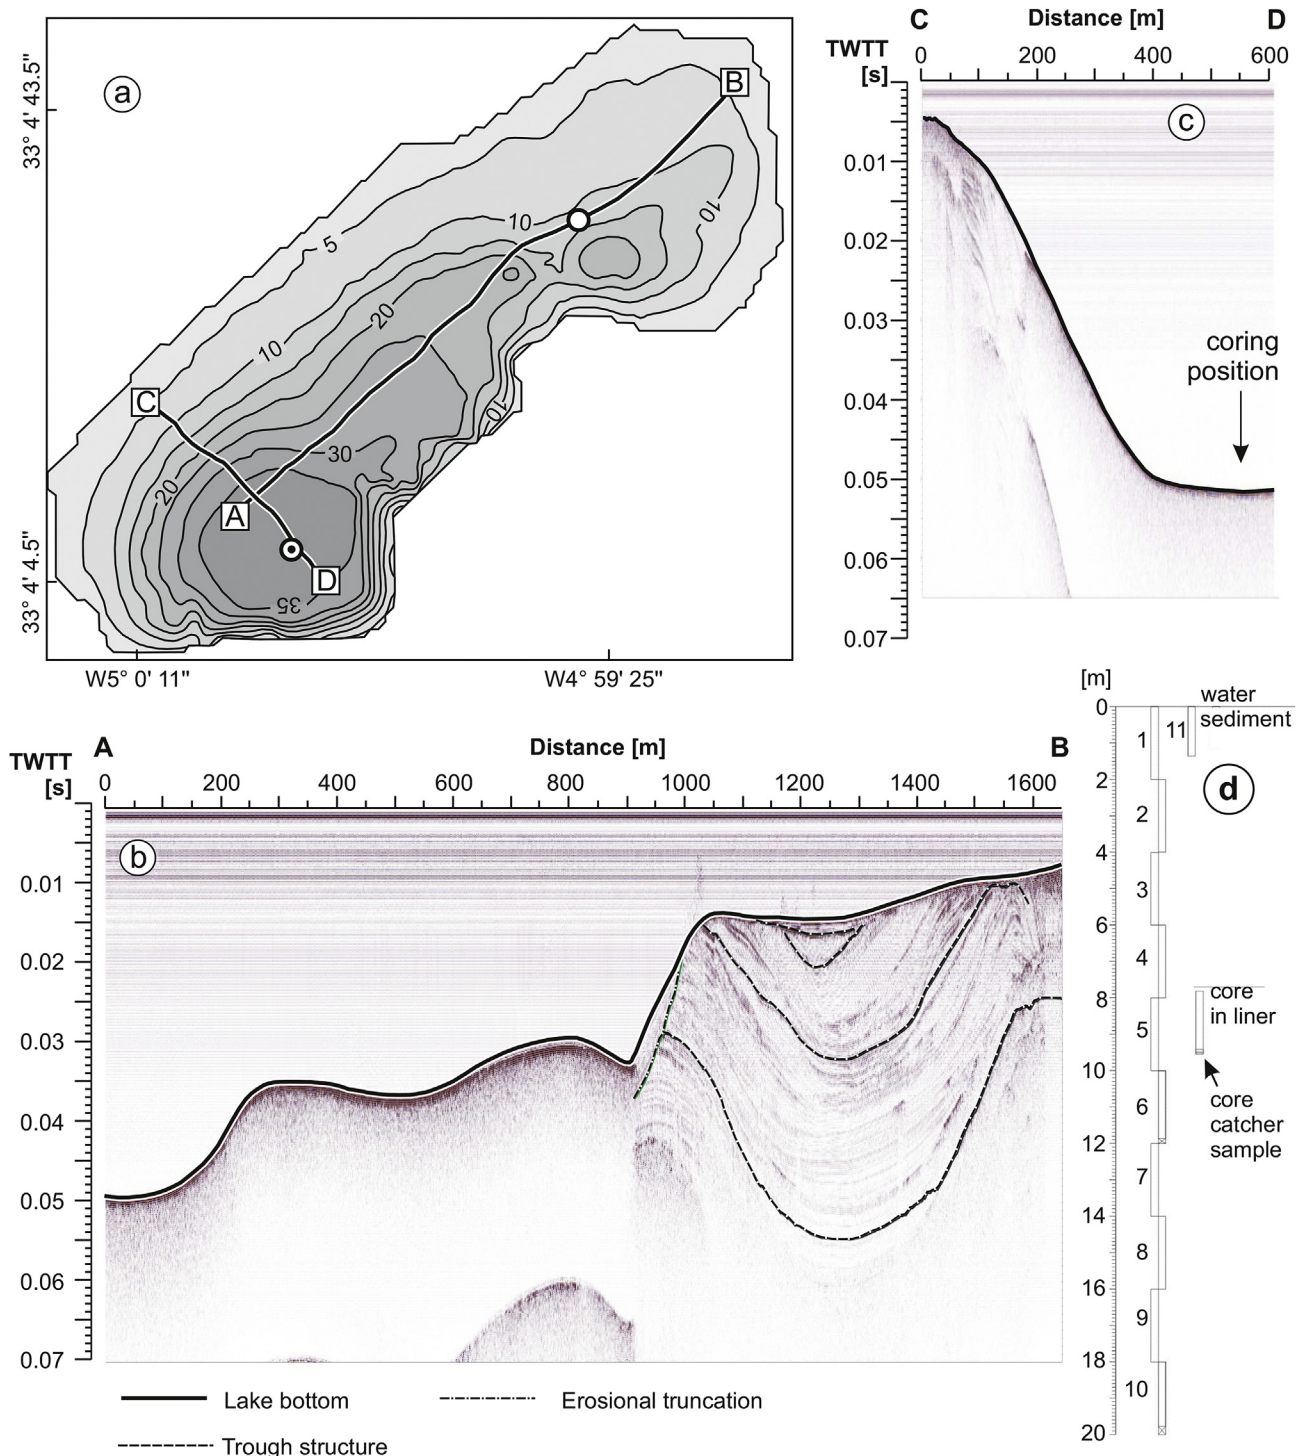 a
33° 4' 43.5"
33° 4' 4.5"
W5° 0' 11"
W4° 59' 25"
5
10
20
10
20
30
35
10
10
A
B
C
D
C
Distance [m]
D
TWTT
[s]
0
200
400
600
0.01
0.02
0.03
0.04
0.05
0.06
0.07
c
coring
position
A
Distance [m]
B
TWTT
[s]
0
200
400
600
800
1000
1200
1400
1600
0.01
0.02
0.03
0.04
0.05
0.06
0.07
b
Lake bottom
Erosional truncation
Trough structure
[m]
0
2
4
6
8
10
12
14
16
18
20
1
2
3
4
5
6
7
8
9
10
11
water
sediment
d
core
in liner
core
catcher
sample